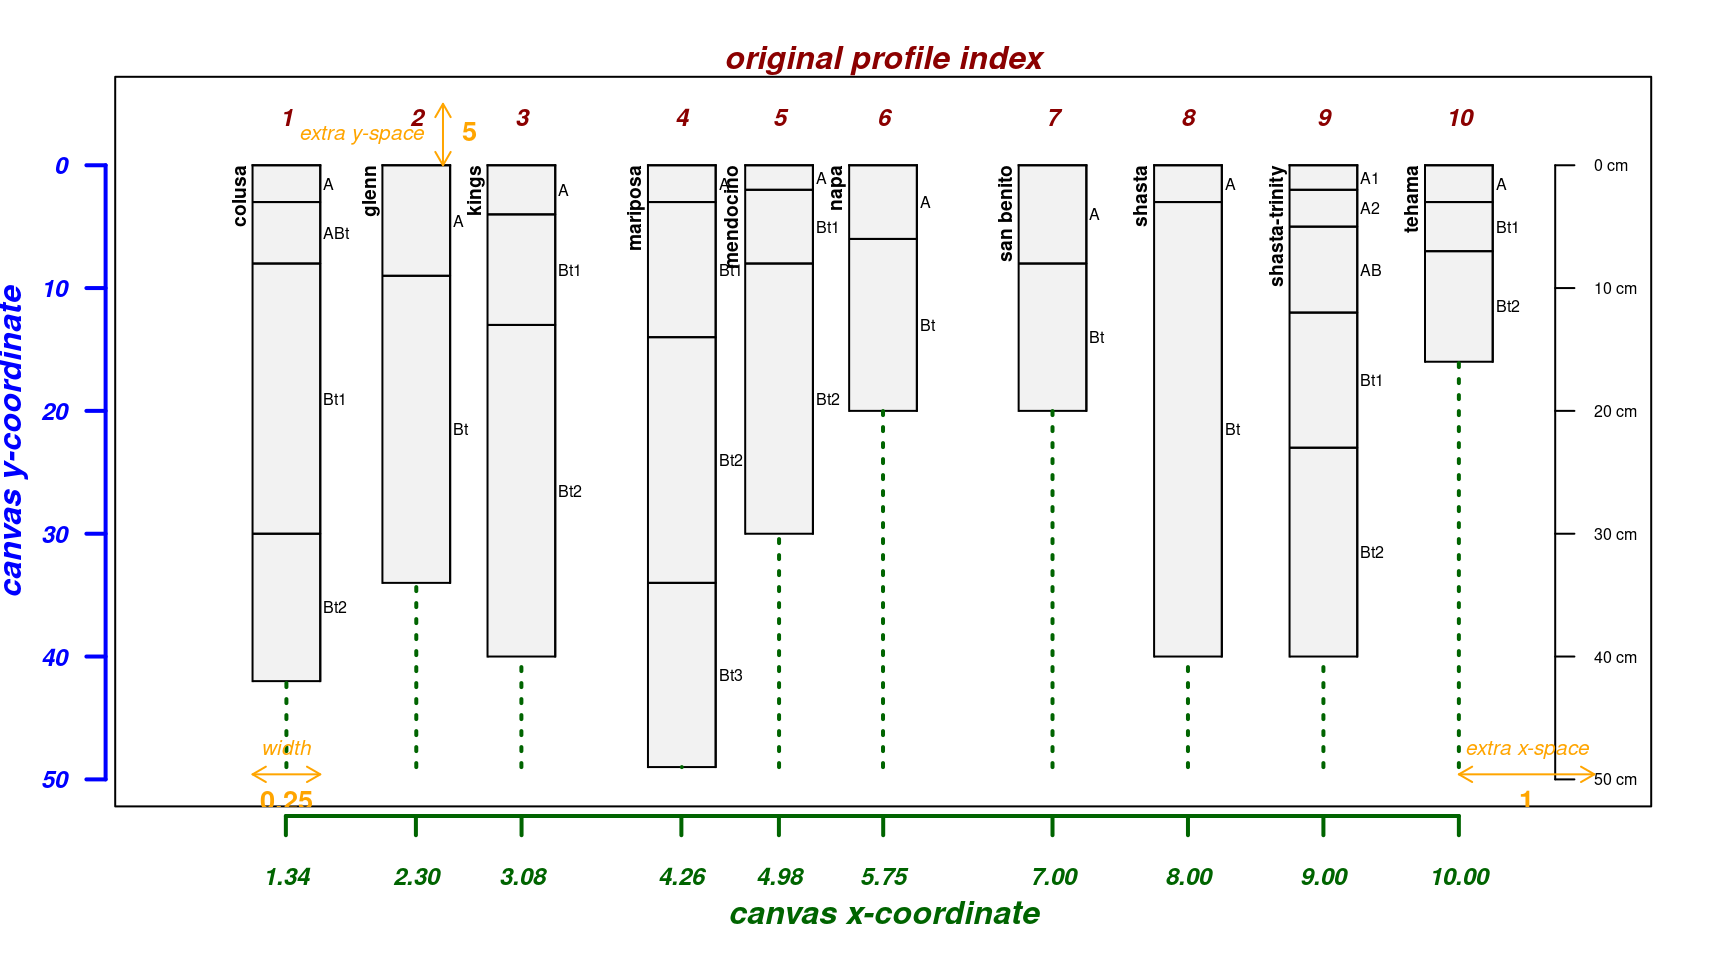 original profile index
1 2 3 4 5 6 7 8 9 10
extra y-space 5
canvas y-coordinate
0
10
20
30
40
50
colusa
A
ABt
Bt1
Bt2
glenn
A
Bt
kings
A
Bt1
Bt2
mariposa
A
Bt1
Bt2
Bt3
mendocino
A
Bt1
Bt2
napa
A
Bt
san benito
A
Bt
shasta
A
Bt
shasta-trinity
A1
A2
AB
Bt1
Bt2
tehama
A
Bt1
Bt2
0 cm
10 cm
20 cm
30 cm
40 cm
50 cm
width
0.25
extra x-space
1
1.34 2.30 3.08 4.26 4.98 5.75 7.00 8.00 9.00 10.00
canvas x-coordinate